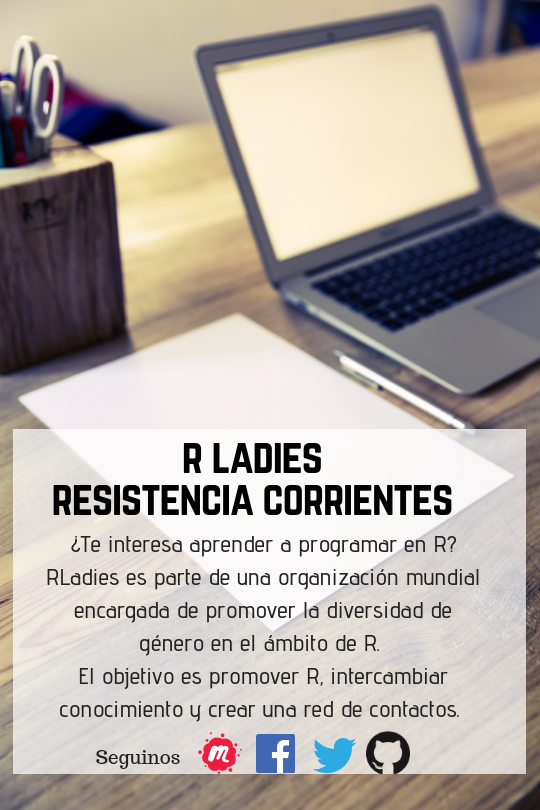 R LADIES
RESISTENCIA CORRIENTES
¿Te interesa aprender a programar en R?
RLadies es parte de una organización mundial
encargada de promover la diversidad de
género en el ámbito de R.
El objetivo es promover R, intercambiar
conocimiento y crear una red de contactos.
Seguinos